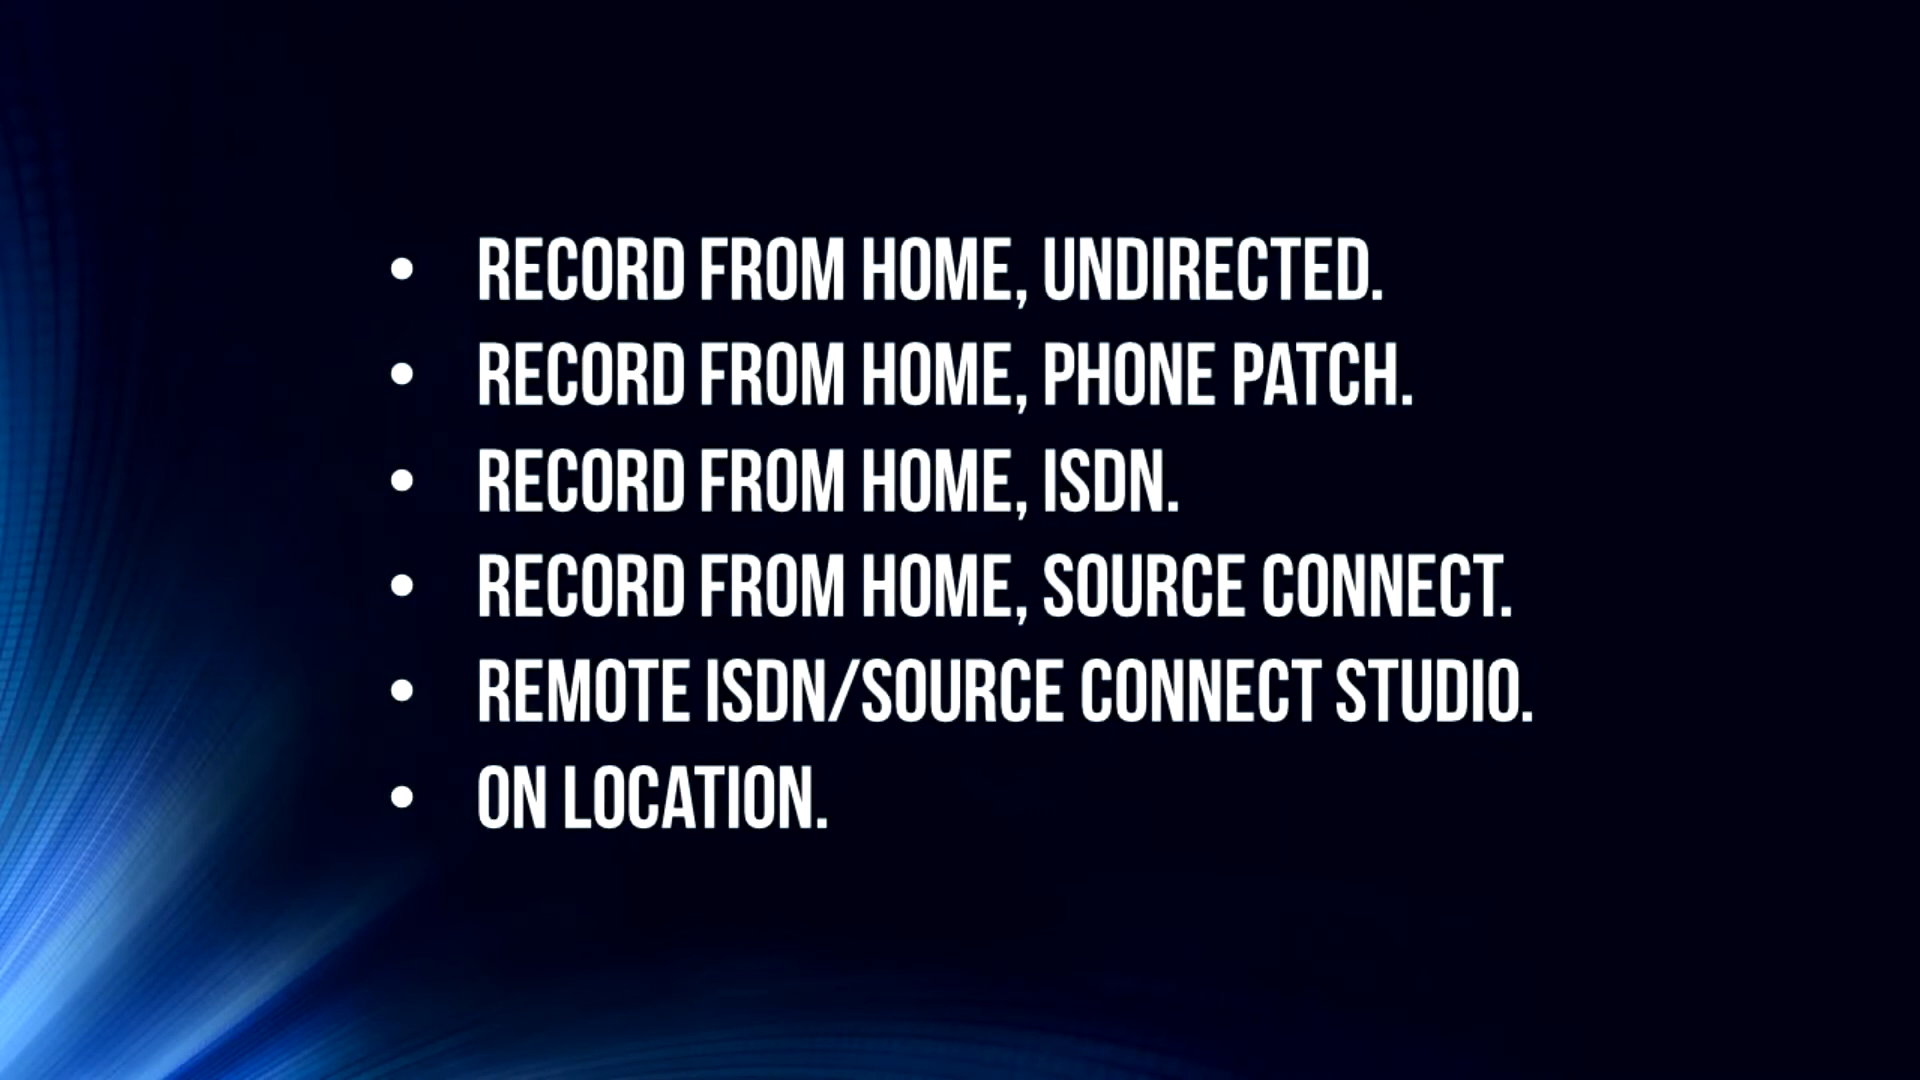 • RECORD FROM HOME, UNDIRECTED.
• RECORD FROM HOME, PHONE PATCH.
• RECORD FROM HOME, ISDN.
• RECORD FROM HOME, SOURCE CONNECT.
• REMOTE ISDN/SOURCE CONNECT STUDIO.
• ON LOCATION.